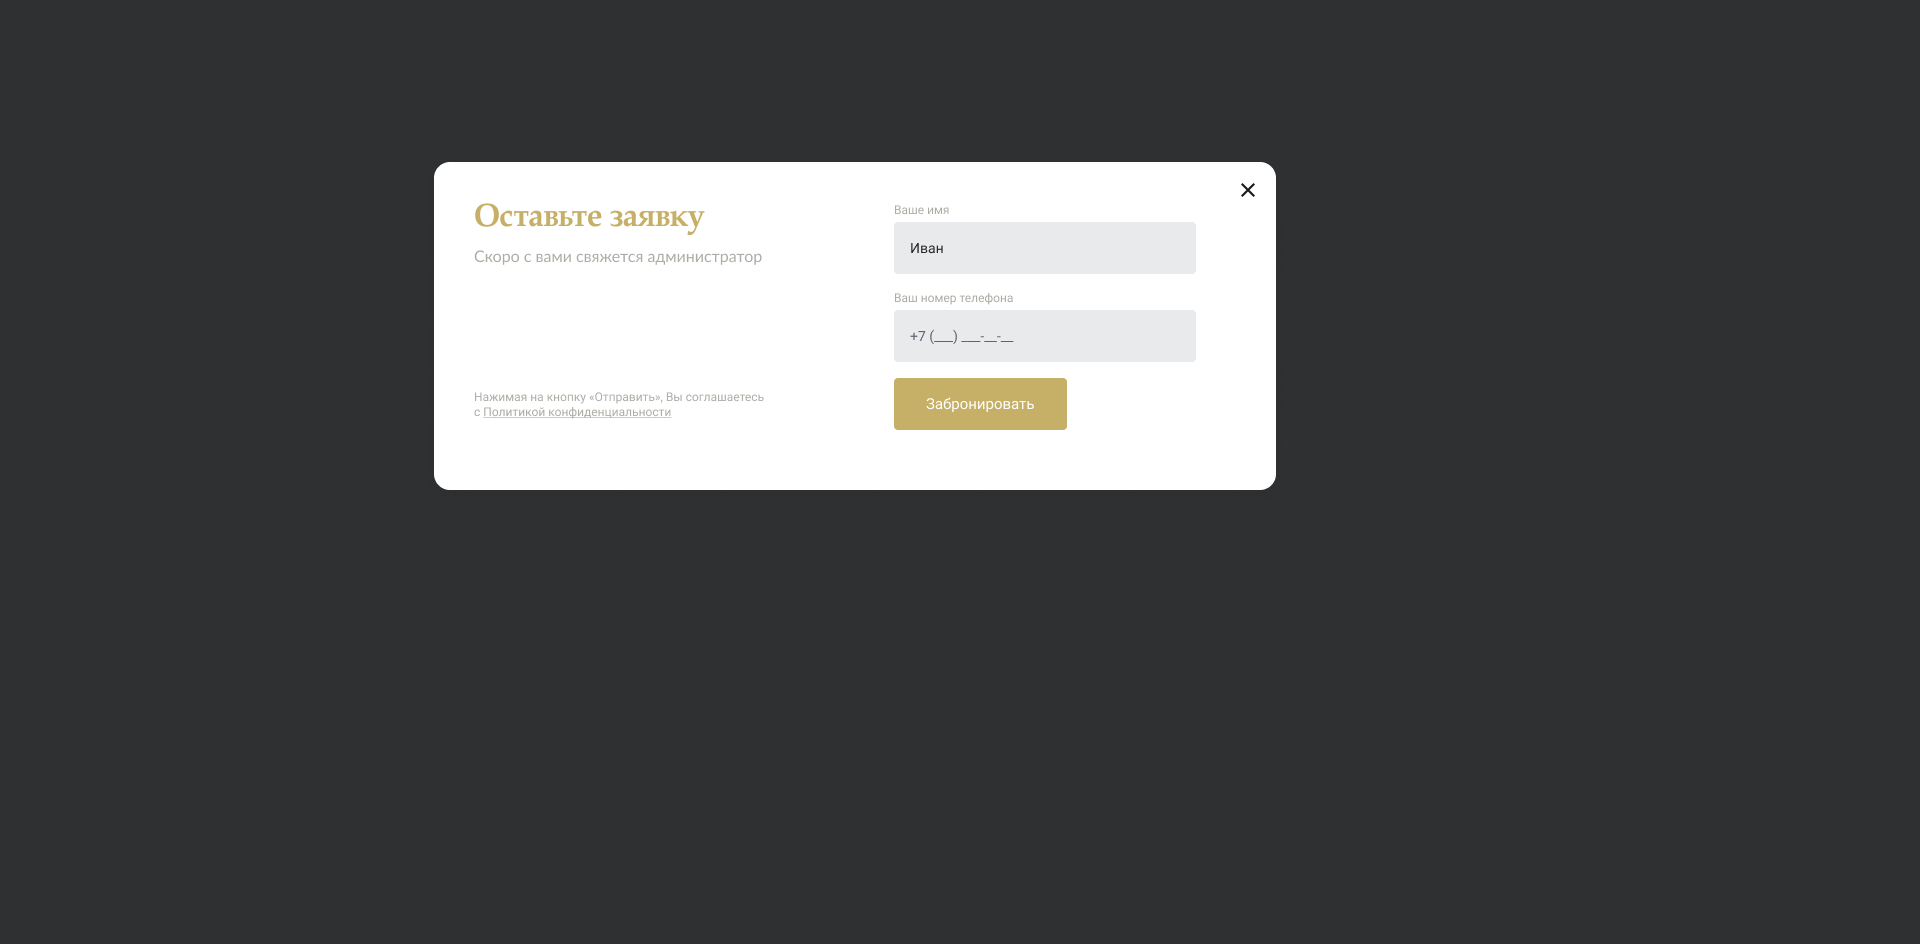 Оставьте заявку
Скоро с вами свяжется администратор
Нажимая на кнопку «Отправить», Вы соглашаетесь
с Политикой конфиденциальности
Ваше имя
Иван
Ваш номер телефона
+7 (___) ___-__-__
Забронировать